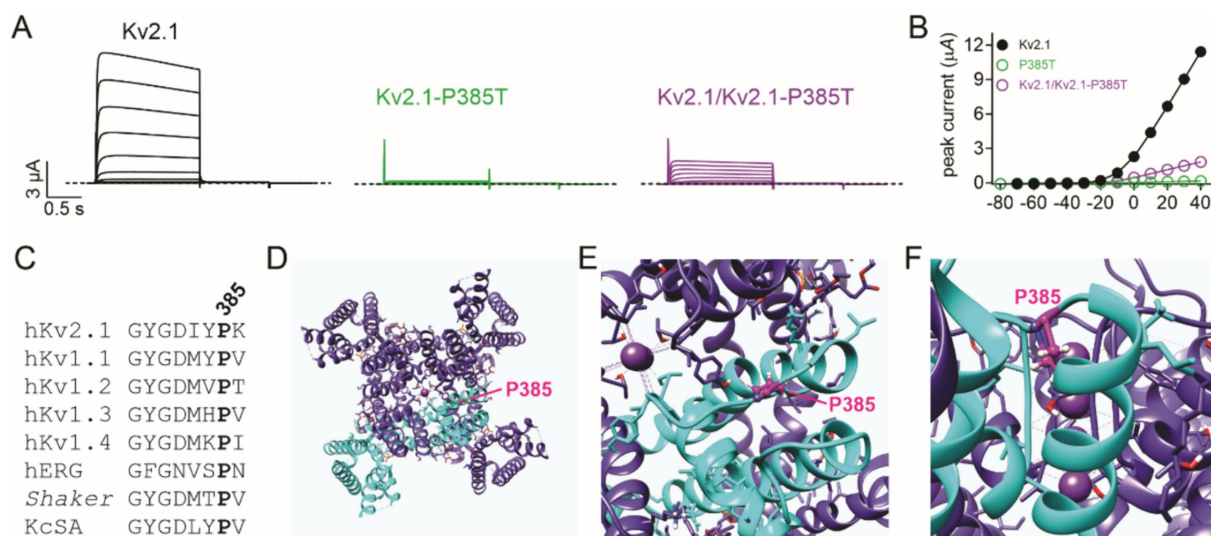 A
Kv2.1
Kv2.1-P385T
Kv2.1/Kv2.1-P385T
3 µA
0.5 s
B
peak current (µA)
12
9
6
3
0
Kv2.1
P385T
Kv2.1/Kv2.1-P385T
-80 -60 -40 -20 0 20 40
C
385
hKv2.1 GYGDIYPK
hKv1.1 GYGDMYPV
hKv1.2 GYGDMVPT
hKv1.3 GYGDMHPV
hKv1.4 GYGDMKPI
hERG GFGNVSPN
Shaker GYGDMTPV
KcSA GYGDLYPV
D
P385
E
P385
F
P385